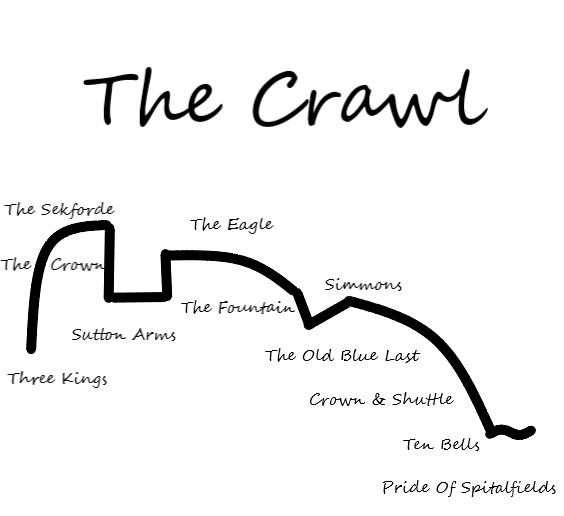 The Crawl
The Sekforde
The Eagle
The Crown
Simmons
The Fountain
Sutton Arms
The Old Blue Last
Three Kings
Crown & Shuttle
Ten Bells
Pride Of Spitalfields